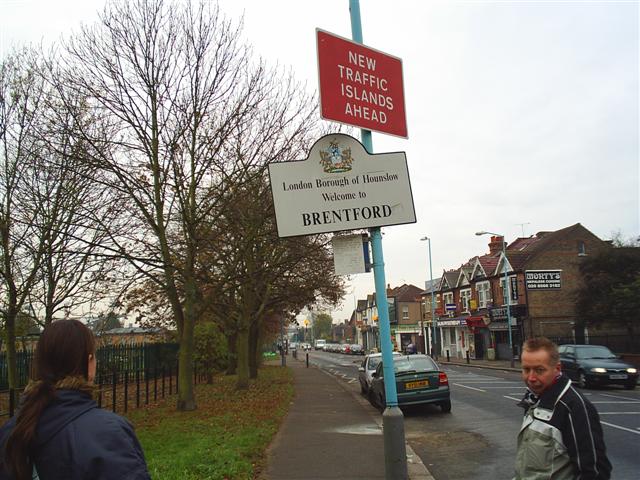 NEW
TRAFFIC
ISLANDS
AHEAD
London Borough of Hounslow
Welcome to
BRENTFORD
MORTY'S